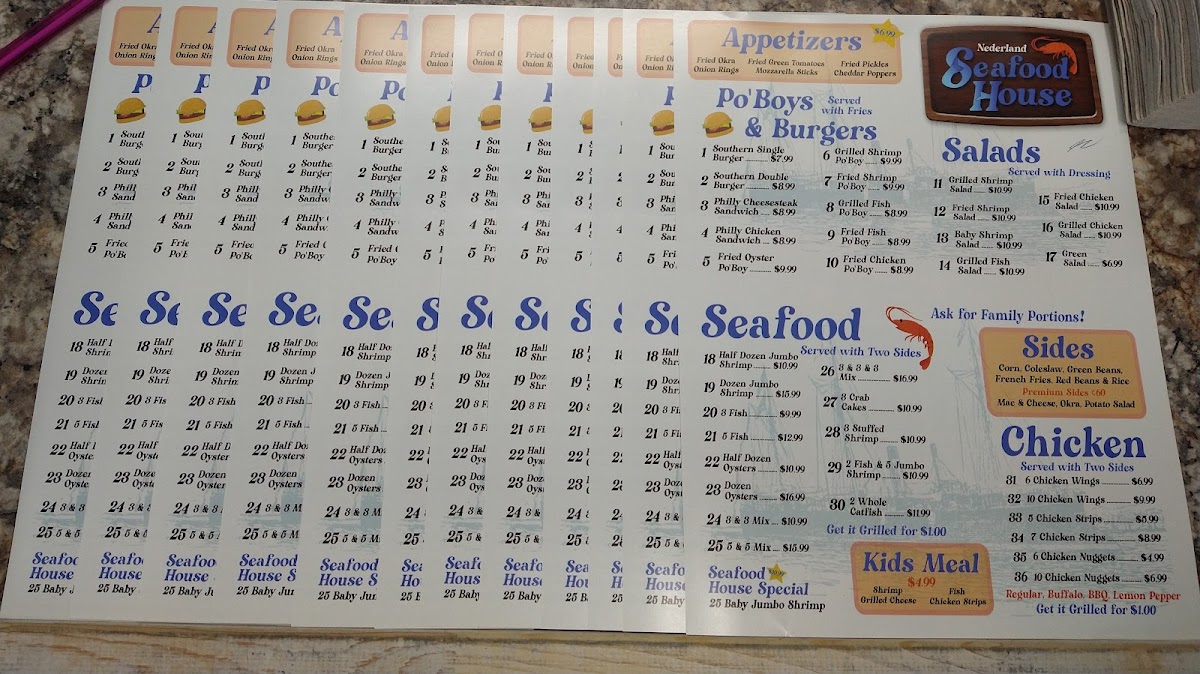 Appetizers
$6.99
Fried Okra
Onion Rings
Fried Green Tomatoes
Mozzarella Sticks
Fried Pickles
Cheddar Poppers
Nederland
Seafood
House
Po'Boys
& Burgers
Served
with Fries
1 Southern Single
Burger $7.99
2 Southern Double
Burger $8.99
3 Philly Cheesesteak
Sandwich $8.99
4 Philly Chicken
Sandwich $8.99
5 Fried Oyster
Po'Boy $9.99
6 Grilled Shrimp
Po'Boy $9.99
7 Fried Shrimp
Po'Boy $9.99
8 Grilled Fish
Po'Boy $8.99
9 Fried Fish
Po'Boy $8.99
10 Fried Chicken
Po'Boy $8.99
Salads
Served with Dressing
11 Grilled Shrimp
Salad $10.99
12 Fried Shrimp
Salad $10.99
13 Baby Shrimp
Salad $10.99
14 Grilled Fish
Salad $10.99
15 Fried Chicken
Salad $10.99
16 Grilled Chicken
Salad $10.99
17 Green
Salad $6.99
Seafood
Served with Two Sides
18 Half Dozen Jumbo
Shrimp $10.99
19 Dozen Jumbo
Shrimp $15.99
20 3 Fish $9.99
21 5 Fish $12.99
22 Half Dozen
Oysters $10.99
23 Dozen
Oysters $16.99
24 3 & 3 Mix $10.99
25 5 & 5 Mix $15.99
26 3 & 3 & 3
Mix $16.99
27 3 Crab
Cakes $10.99
28 3 Stuffed
Shrimp $10.99
29 2 Fish & 5 Jumbo
Shrimp $10.99
30 2 Whole
Catfish $11.99
Get it Grilled for $1.00
Seafood
House Special
25 Baby Jumbo Shrimp
Kids Meal
$4.99
Shrimp
Grilled Cheese
Fish
Chicken Strips
Ask for Family Portions!
Sides
Corn, Coleslaw, Green Beans,
French Fries, Red Beans & Rice
Premium Sides ¢60
Mac & Cheese, Okra, Potato Salad
Chicken
Served with Two Sides
31 6 Chicken Wings $6.99
32 10 Chicken Wings $9.99
33 5 Chicken Strips $5.99
34 7 Chicken Strips $8.99
35 6 Chicken Nuggets $4.99
36 10 Chicken Nuggets $6.99
Regular, Buffalo, BBQ, Lemon Pepper
Get it Grilled for $1.00